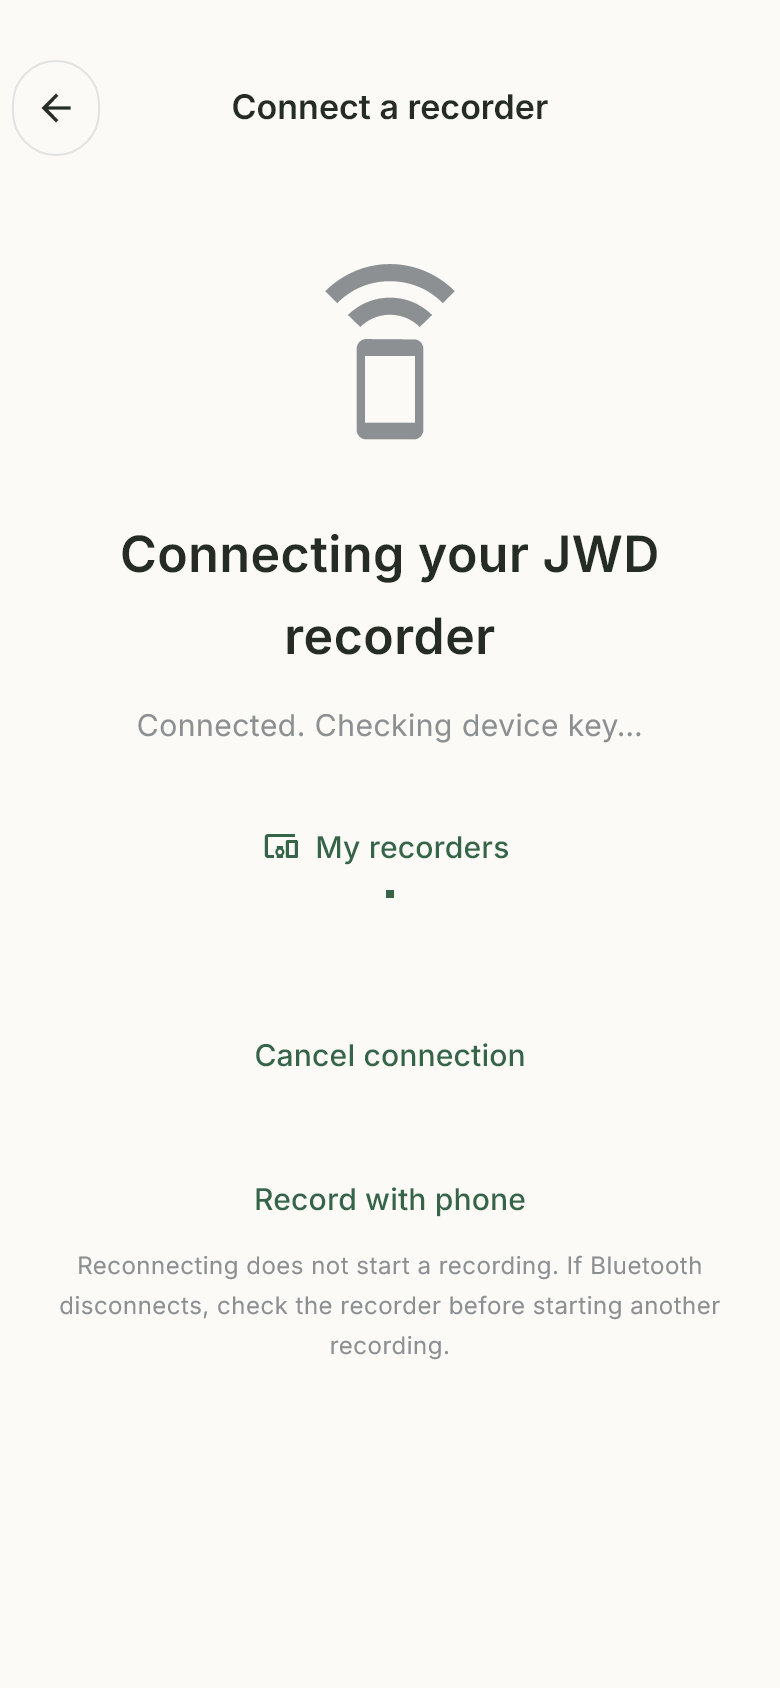 Connect a recorder
Connecting your JWD
recorder
Connected. Checking device key...
My recorders
Cancel connection
Record with phone
Reconnecting does not start a recording. If Bluetooth
disconnects, check the recorder before starting another
recording.